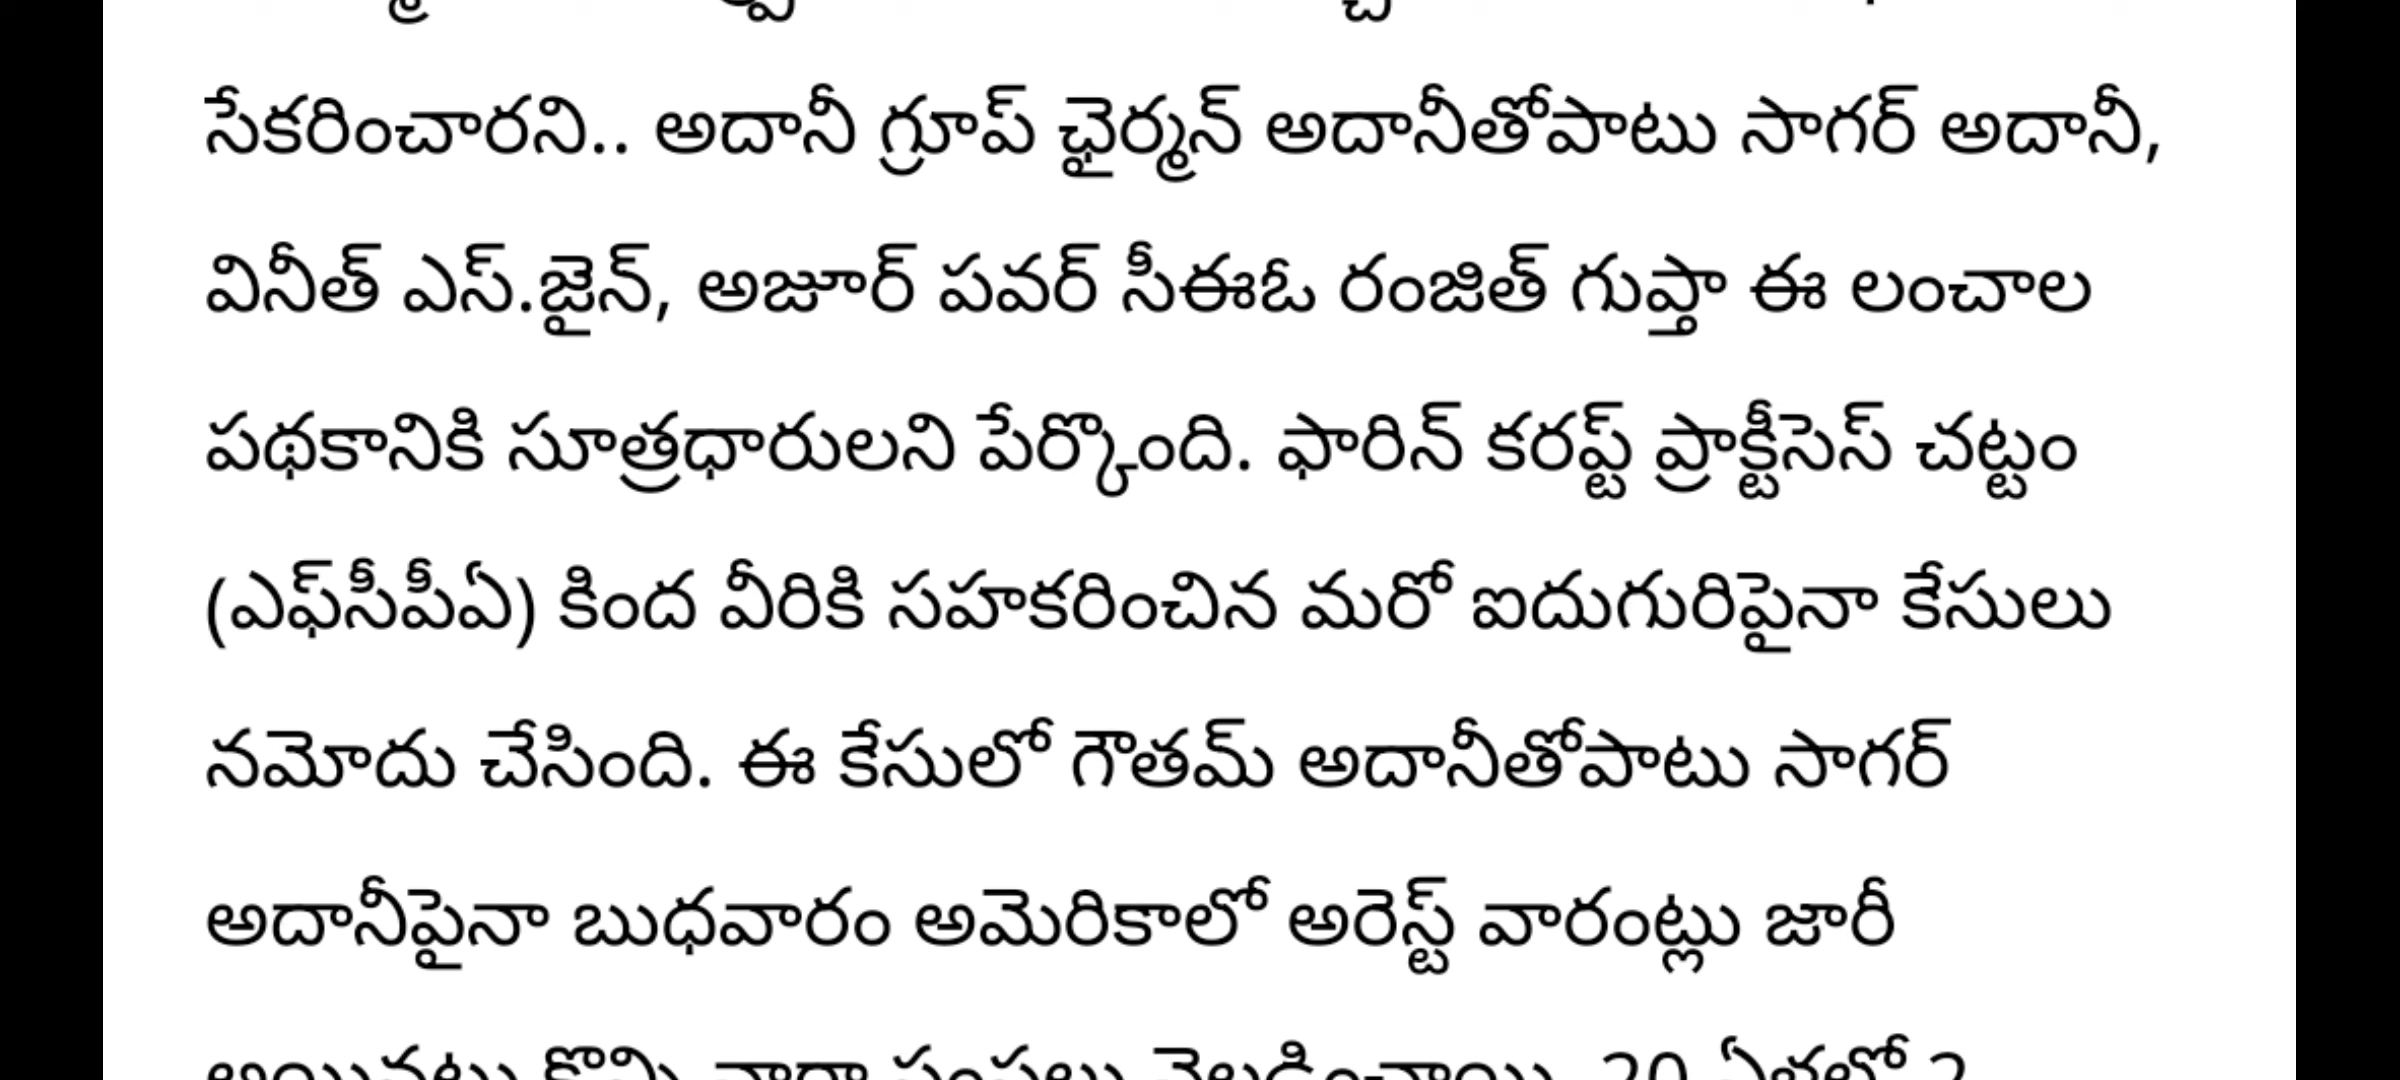 సేకరించారని.. అదానీ గ్రూప్ ఛైర్మన్ అదానీతోపాటు సాగర్ అదానీ,
వినీత్ ఎస్.జైన్, అజూర్ పవర్ సీఈఓ రంజిత్ గుప్తా ఈ లంచాల
పథకానికి సూత్రధారులని పేర్కొంది. ఫారిన్ కరప్ట్ ప్రాక్టీసెస్ చట్టం
(ఎఫ్‌సీపీఏ) కింద వీరికి సహకరించిన మరో ఐదుగురిపైనా కేసులు
నమోదు చేసింది. ఈ కేసులో గౌతమ్ అదానీతోపాటు సాగర్
అదానీపైనా బుధవారం అమెరికాలో అరెస్ట్ వారంట్లు జారీ